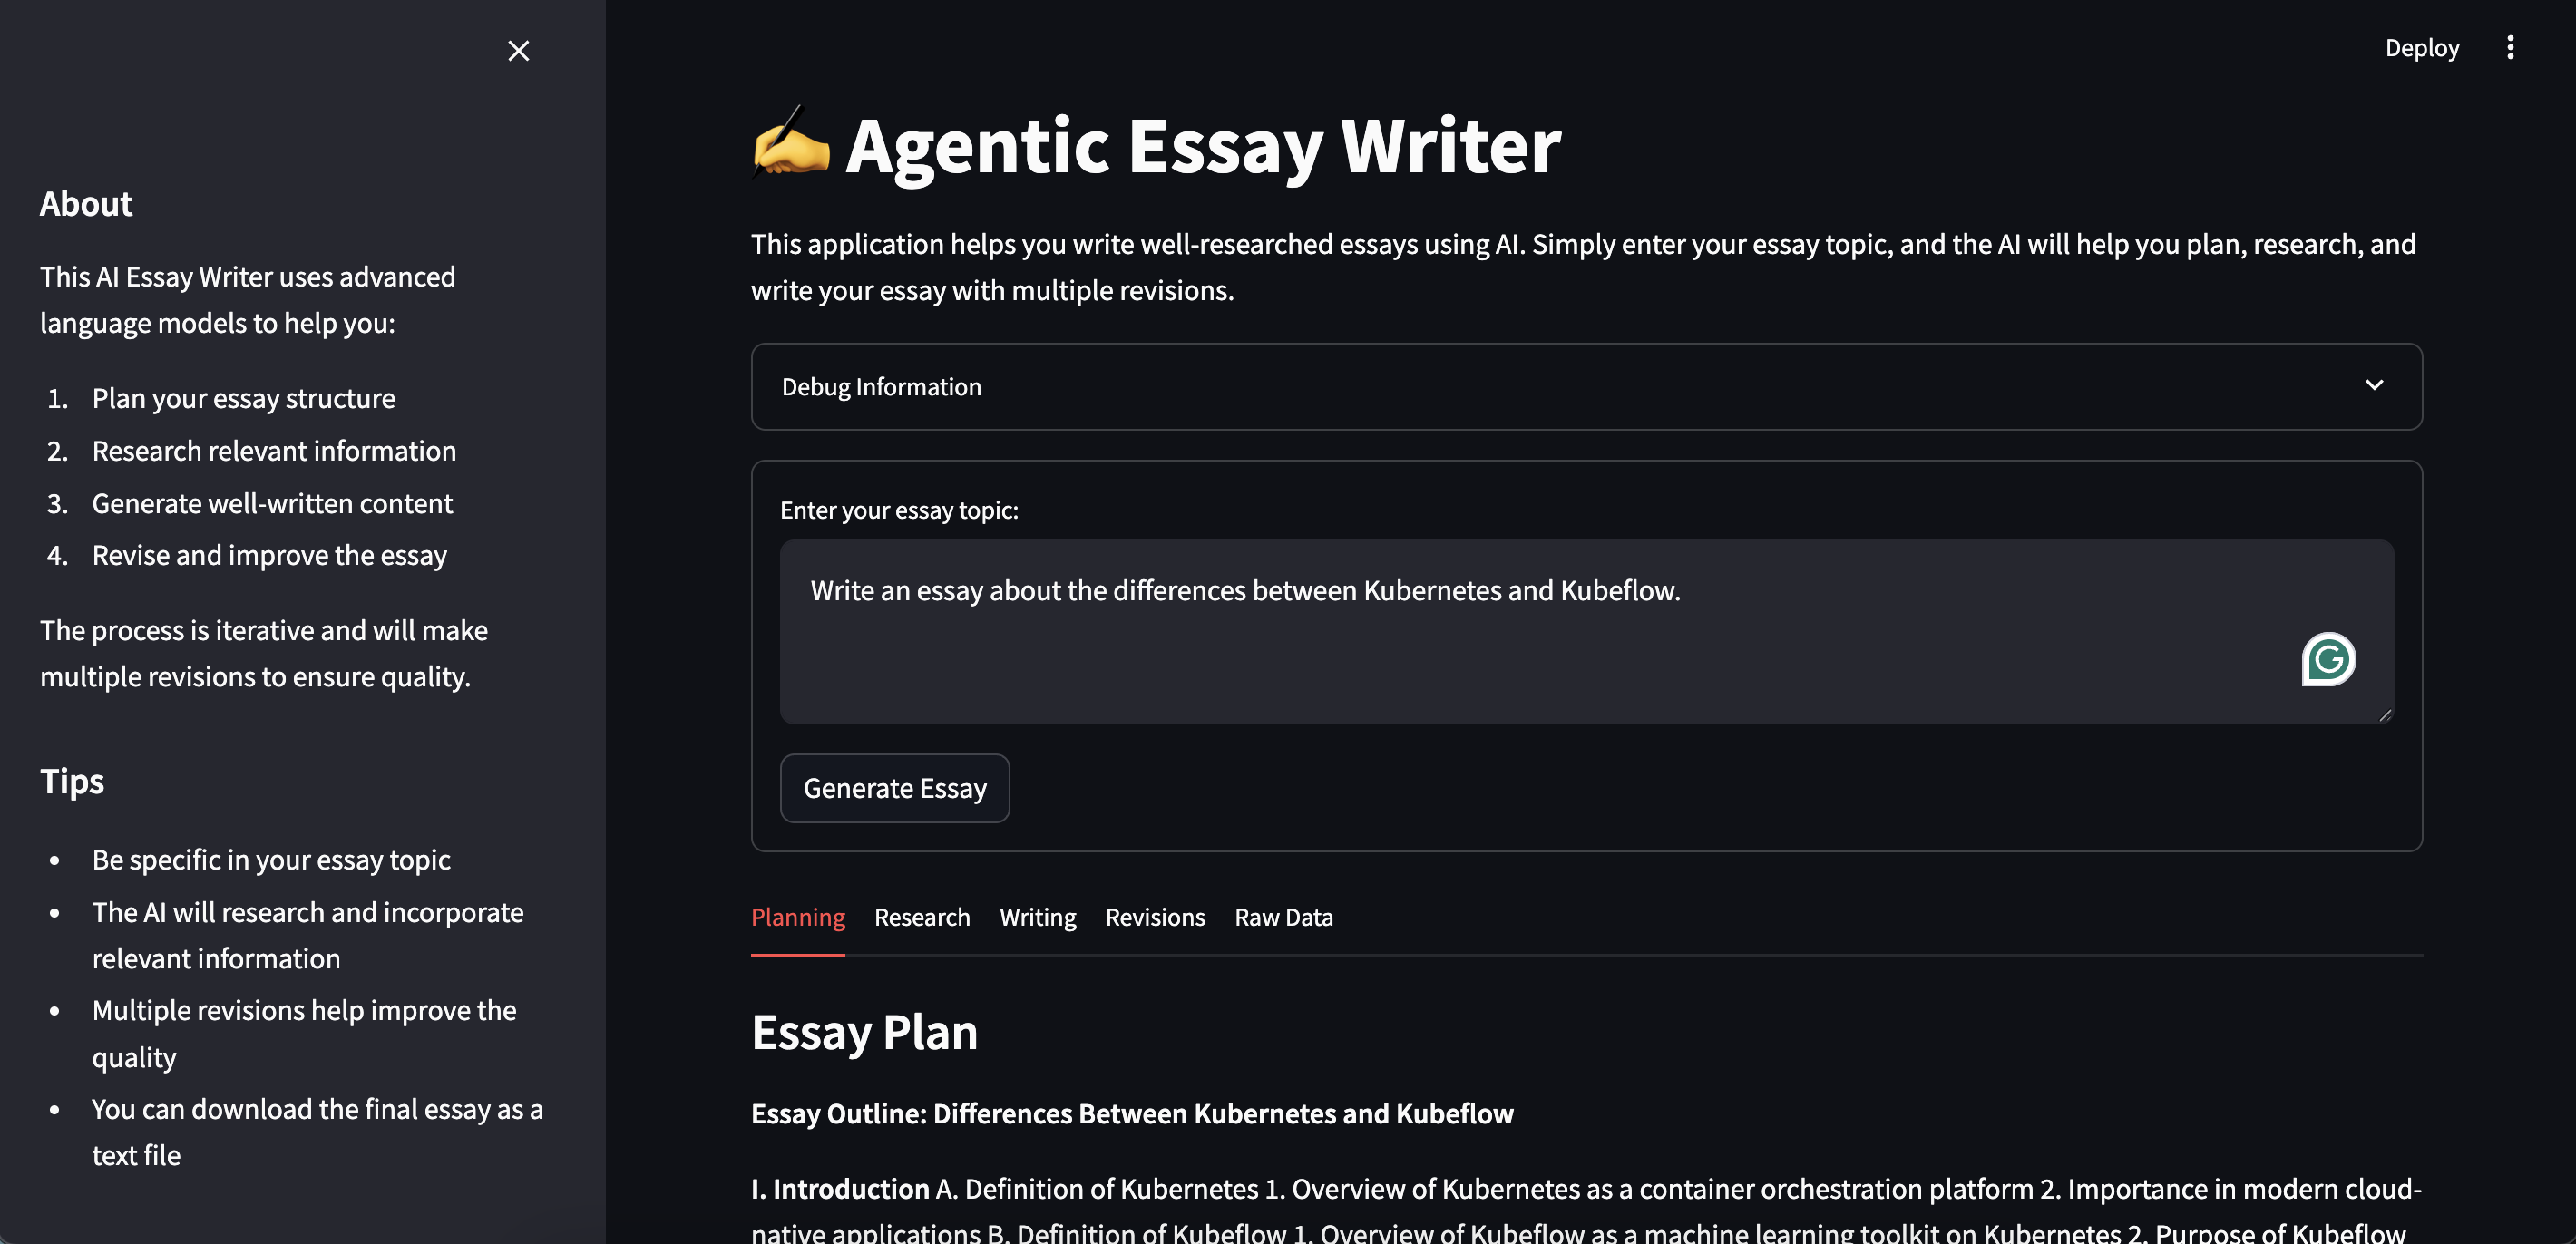 Deploy
About
This AI Essay Writer uses advanced
language models to help you:
1. Plan your essay structure
2. Research relevant information
3. Generate well-written content
4. Revise and improve the essay
The process is iterative and will make
multiple revisions to ensure quality.
Tips
• Be specific in your essay topic
• The AI will research and incorporate
relevant information
• Multiple revisions help improve the
quality
• You can download the final essay as a
text file
Agentic Essay Writer
This application helps you write well-researched essays using AI. Simply enter your essay topic, and the AI will help you plan, research, and
write your essay with multiple revisions.
Debug Information
Enter your essay topic:
Write an essay about the differences between Kubernetes and Kubeflow.
G
Generate Essay
Planning Research Writing Revisions Raw Data
Essay Plan
Essay Outline: Differences Between Kubernetes and Kubeflow
I. Introduction A. Definition of Kubernetes 1. Overview of Kubernetes as a container orchestration platform 2. Importance in modern cloud-
native applications B. Definition of Kubeflow 1. Overview of Kubeflow as a machine learning toolkit on Kubernetes 2. Purpose of Kubeflow